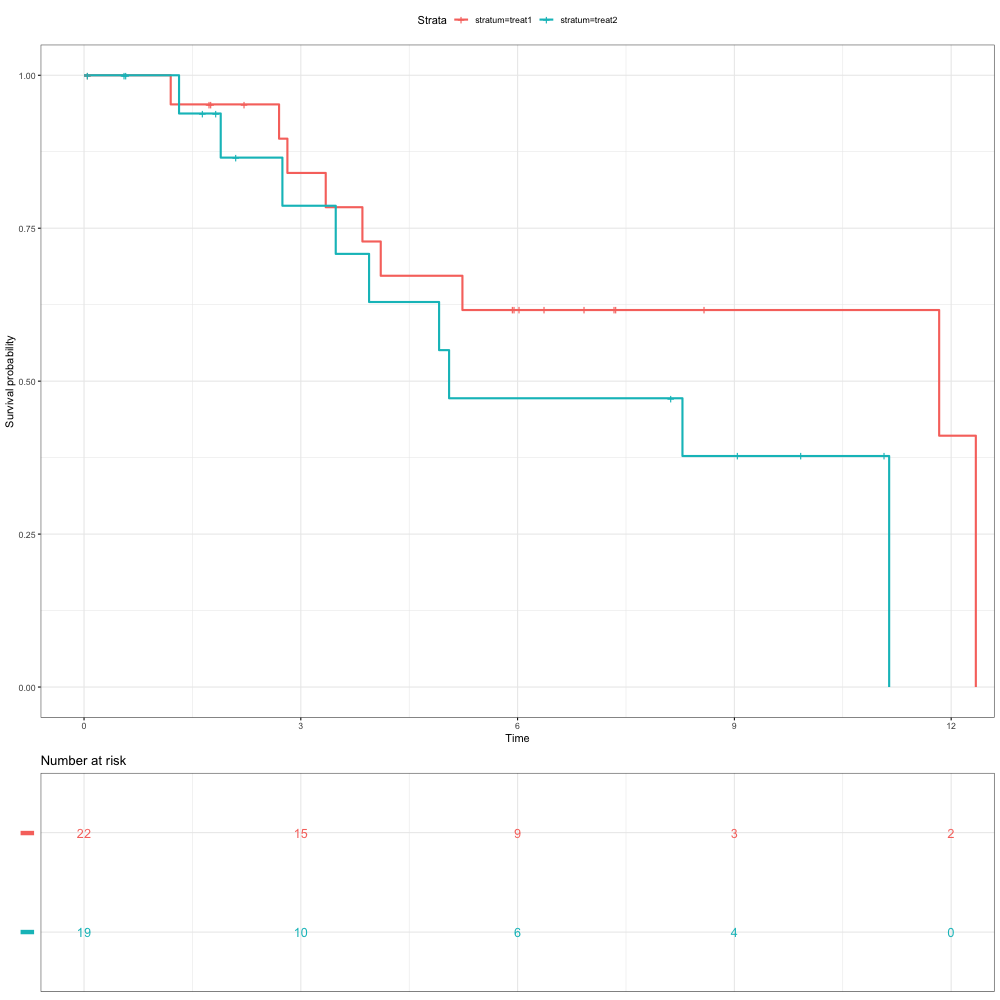 Strata stratum=treat1 stratum=treat2
1.00
0.75
0.50
0.25
0.00
Survival probability
0 3 6 9 12
Time
Number at risk
22 15 9 3 2
19 10 6 4 0